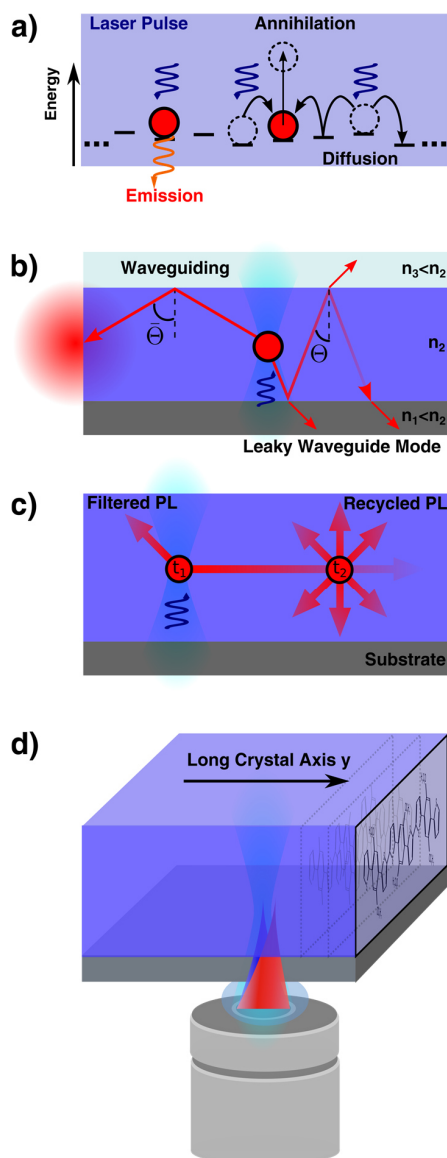 a)
Laser Pulse
Annihilation
Energy
Diffusion
Emission
b)
Waveguiding
n3<n2
Θ̄
Θ
n2
n1<n2
Leaky Waveguide Mode
c)
Filtered PL
Recycled PL
t1
t2
Substrate
d)
Long Crystal Axis y